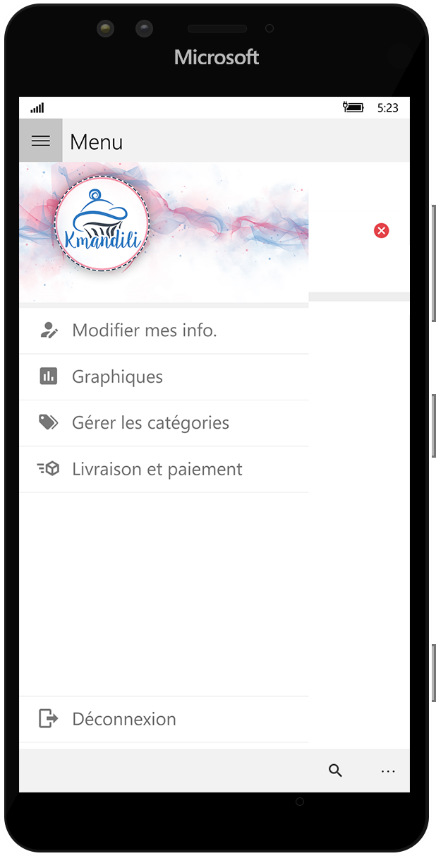 Microsoft
5:23
Menu
Kmandili
Modifier mes info.
Graphiques
Gérer les catégories
Livraison et paiement
Déconnexion